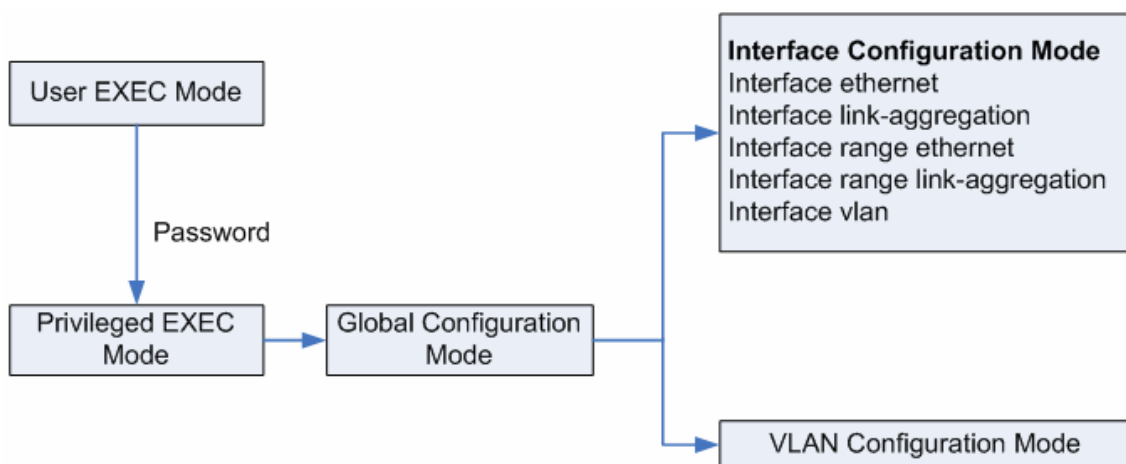 User EXEC Mode
Password
Privileged EXEC
Mode
Global Configuration
Mode
Interface Configuration Mode
Interface ethernet
Interface link-aggregation
Interface range ethernet
Interface range link-aggregation
Interface vlan
VLAN Configuration Mode